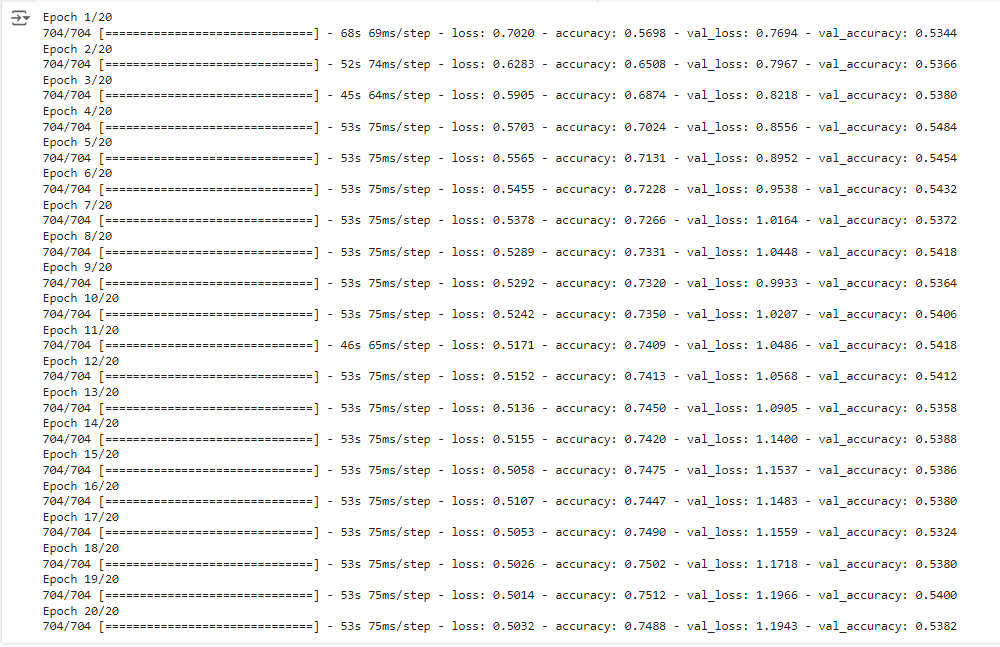 Epoch 1/20
704/704 [==============================] - 68s 69ms/step - loss: 0.7020 - accuracy: 0.5698 - val_loss: 0.7694 - val_accuracy: 0.5344
Epoch 2/20
704/704 [==============================] - 52s 74ms/step - loss: 0.6283 - accuracy: 0.6508 - val_loss: 0.7967 - val_accuracy: 0.5366
Epoch 3/20
704/704 [==============================] - 45s 64ms/step - loss: 0.5905 - accuracy: 0.6874 - val_loss: 0.8218 - val_accuracy: 0.5380
Epoch 4/20
704/704 [==============================] - 53s 75ms/step - loss: 0.5703 - accuracy: 0.7024 - val_loss: 0.8556 - val_accuracy: 0.5484
Epoch 5/20
704/704 [==============================] - 53s 75ms/step - loss: 0.5565 - accuracy: 0.7131 - val_loss: 0.8952 - val_accuracy: 0.5454
Epoch 6/20
704/704 [==============================] - 53s 75ms/step - loss: 0.5455 - accuracy: 0.7228 - val_loss: 0.9538 - val_accuracy: 0.5432
Epoch 7/20
704/704 [==============================] - 53s 75ms/step - loss: 0.5378 - accuracy: 0.7266 - val_loss: 1.0164 - val_accuracy: 0.5372
Epoch 8/20
704/704 [==============================] - 53s 75ms/step - loss: 0.5289 - accuracy: 0.7331 - val_loss: 1.0448 - val_accuracy: 0.5418
Epoch 9/20
704/704 [==============================] - 53s 75ms/step - loss: 0.5292 - accuracy: 0.7320 - val_loss: 0.9933 - val_accuracy: 0.5364
Epoch 10/20
704/704 [==============================] - 53s 75ms/step - loss: 0.5242 - accuracy: 0.7350 - val_loss: 1.0207 - val_accuracy: 0.5406
Epoch 11/20
704/704 [==============================] - 46s 65ms/step - loss: 0.5171 - accuracy: 0.7409 - val_loss: 1.0486 - val_accuracy: 0.5418
Epoch 12/20
704/704 [==============================] - 53s 75ms/step - loss: 0.5152 - accuracy: 0.7413 - val_loss: 1.0568 - val_accuracy: 0.5412
Epoch 13/20
704/704 [==============================] - 53s 75ms/step - loss: 0.5136 - accuracy: 0.7450 - val_loss: 1.0905 - val_accuracy: 0.5358
Epoch 14/20
704/704 [==============================] - 53s 75ms/step - loss: 0.5155 - accuracy: 0.7420 - val_loss: 1.1400 - val_accuracy: 0.5388
Epoch 15/20
704/704 [==============================] - 53s 75ms/step - loss: 0.5058 - accuracy: 0.7475 - val_loss: 1.1537 - val_accuracy: 0.5386
Epoch 16/20
704/704 [==============================] - 53s 75ms/step - loss: 0.5107 - accuracy: 0.7447 - val_loss: 1.1483 - val_accuracy: 0.5380
Epoch 17/20
704/704 [==============================] - 53s 75ms/step - loss: 0.5053 - accuracy: 0.7490 - val_loss: 1.1559 - val_accuracy: 0.5324
Epoch 18/20
704/704 [==============================] - 53s 75ms/step - loss: 0.5026 - accuracy: 0.7502 - val_loss: 1.1718 - val_accuracy: 0.5380
Epoch 19/20
704/704 [==============================] - 53s 75ms/step - loss: 0.5014 - accuracy: 0.7512 - val_loss: 1.1966 - val_accuracy: 0.5400
Epoch 20/20
704/704 [==============================] - 53s 75ms/step - loss: 0.5032 - accuracy: 0.7488 - val_loss: 1.1943 - val_accuracy: 0.5382